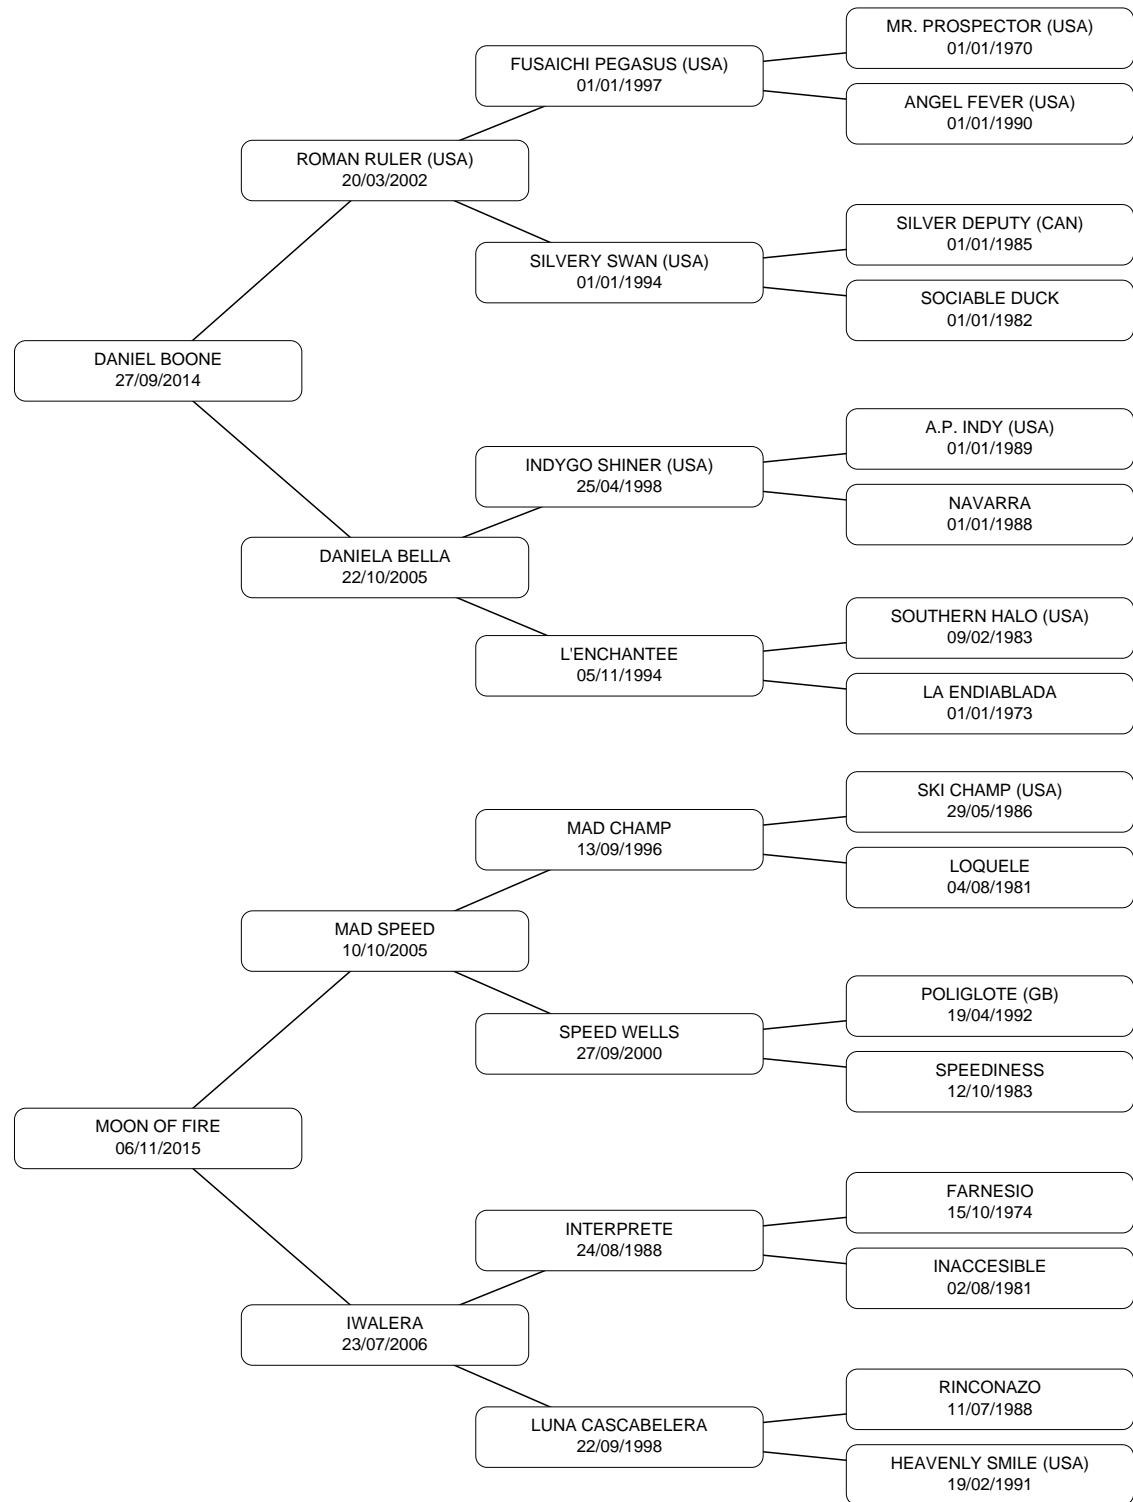 MR. PROSPECTOR (USA)
01/01/1970
FUSAICHI PEGASUS (USA)
01/01/1997
ANGEL FEVER (USA)
01/01/1990
ROMAN RULER (USA)
20/03/2002
SILVER DEPUTY (CAN)
01/01/1985
SILVERY SWAN (USA)
01/01/1994
SOCIABLE DUCK
01/01/1982
DANIEL BOONE
27/09/2014
A.P. INDY (USA)
01/01/1989
INDYGO SHINER (USA)
25/04/1998
NAVARRA
01/01/1988
DANIELA BELLA
22/10/2005
SOUTHERN HALO (USA)
09/02/1983
L'ENCHANTEE
05/11/1994
LA ENDIABLADA
01/01/1973
SKI CHAMP (USA)
29/05/1986
MAD CHAMP
13/09/1996
LOQUELE
04/08/1981
MAD SPEED
10/10/2005
POLIGLOTE (GB)
19/04/1992
SPEED WELLS
27/09/2000
SPEEDINESS
12/10/1983
MOON OF FIRE
06/11/2015
FARNESIO
15/10/1974
INTERPRETE
24/08/1988
INACCESIBLE
02/08/1981
IWALERA
23/07/2006
RINCONAZO
11/07/1988
LUNA CASCABELERA
22/09/1998
HEAVENLY SMILE (USA)
19/02/1991